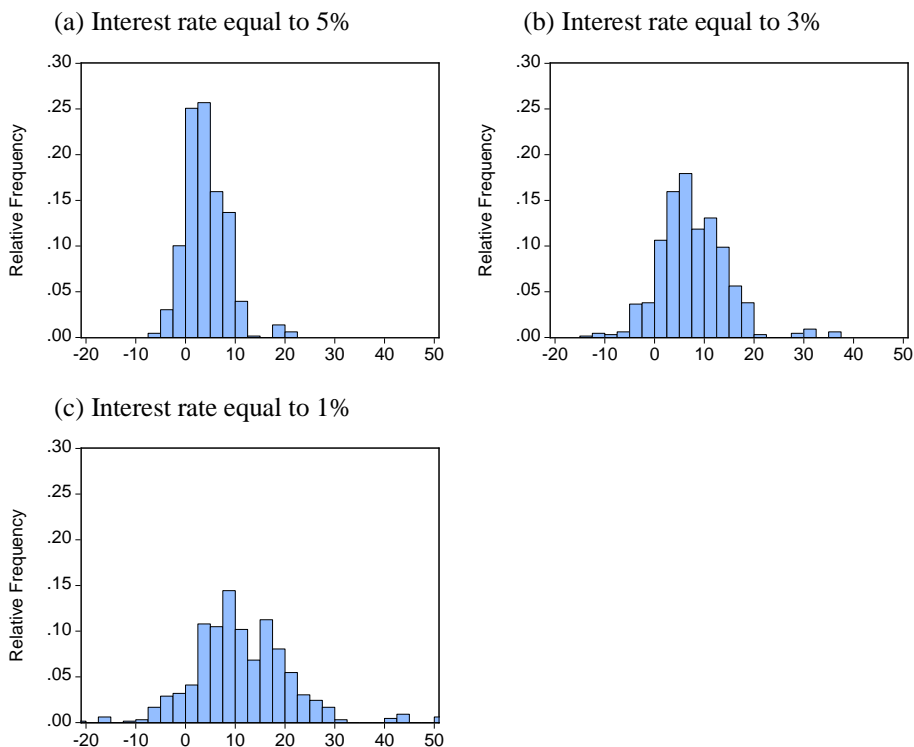 (a) Interest rate equal to 5%
(b) Interest rate equal to 3%
.30
.25
.20
.15
.10
.05
.00
Relative Frequency
-20 -10 0 10 20 30 40 50
.30
.25
.20
.15
.10
.05
.00
Relative Frequency
-20 -10 0 10 20 30 40 50
(c) Interest rate equal to 1%
.30
.25
.20
.15
.10
.05
.00
Relative Frequency
-20 -10 0 10 20 30 40 50